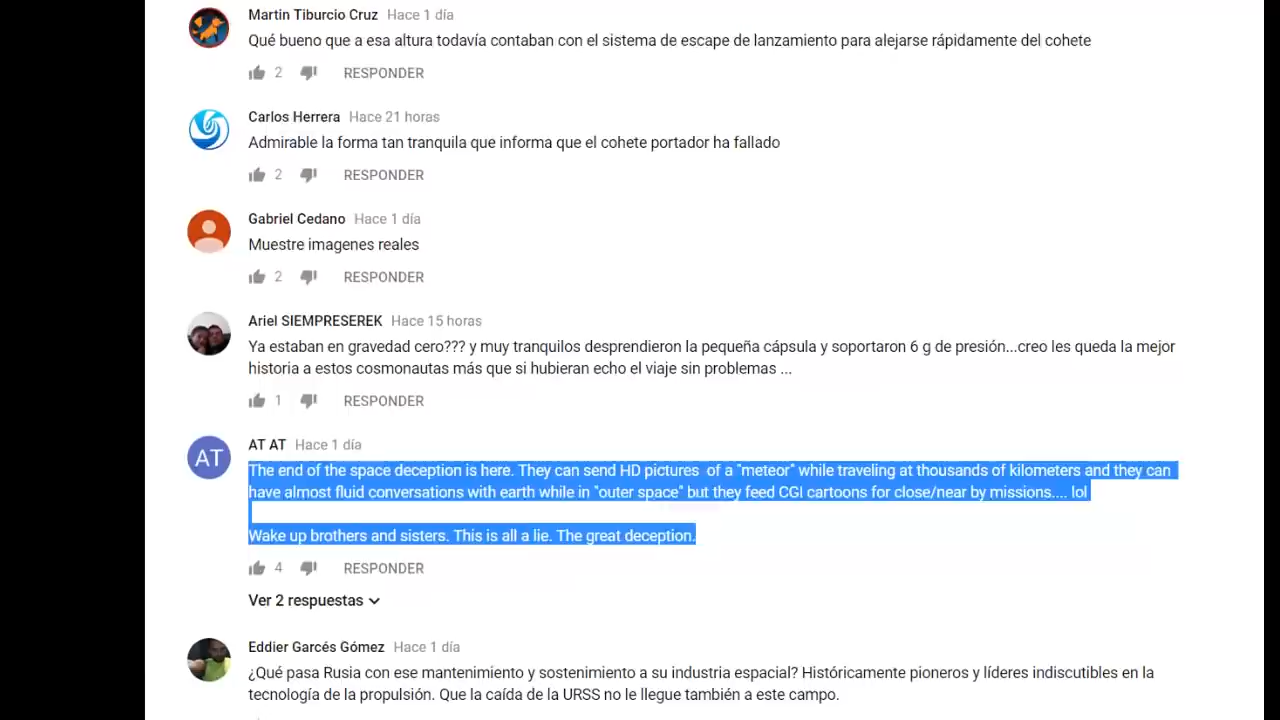 Martin Tiburcio Cruz Hace 1 día
Qué bueno que a esa altura todavía contaban con el sistema de escape de lanzamiento para alejarse rápidamente del cohete
2 RESPONDER
Carlos Herrera Hace 21 horas
Admirable la forma tan tranquila que informa que el cohete portador ha fallado
2 RESPONDER
Gabriel Cedano Hace 1 día
Muestre imagenes reales
2 RESPONDER
Ariel SIEMPRESEREK Hace 15 horas
Ya estaban en gravedad cero??? y muy tranquilos desprendieron la pequeña cápsula y soportaron 6 g de presión...creo les queda la mejor
historia a estos cosmonautas más que si hubieran echo el viaje sin problemas ...
1 RESPONDER
AT
AT AT Hace 1 día
The end of the space deception is here. They can send HD pictures of a "meteor" while traveling at thousands of kilometers and they can
have almost fluid conversations with earth while in "outer space" but they feed CGI cartoons for close/near by missions.... lol
Wake up brothers and sisters. This is all a lie. The great deception.
4 RESPONDER
Ver 2 respuestas
Eddier Garcés Gómez Hace 1 día
¿Qué pasa Rusia con ese mantenimiento y sostenimiento a su industria espacial? Históricamente pioneros y líderes indiscutibles en la
tecnología de la propulsión. Que la caída de la URSS no le llegue también a este campo.